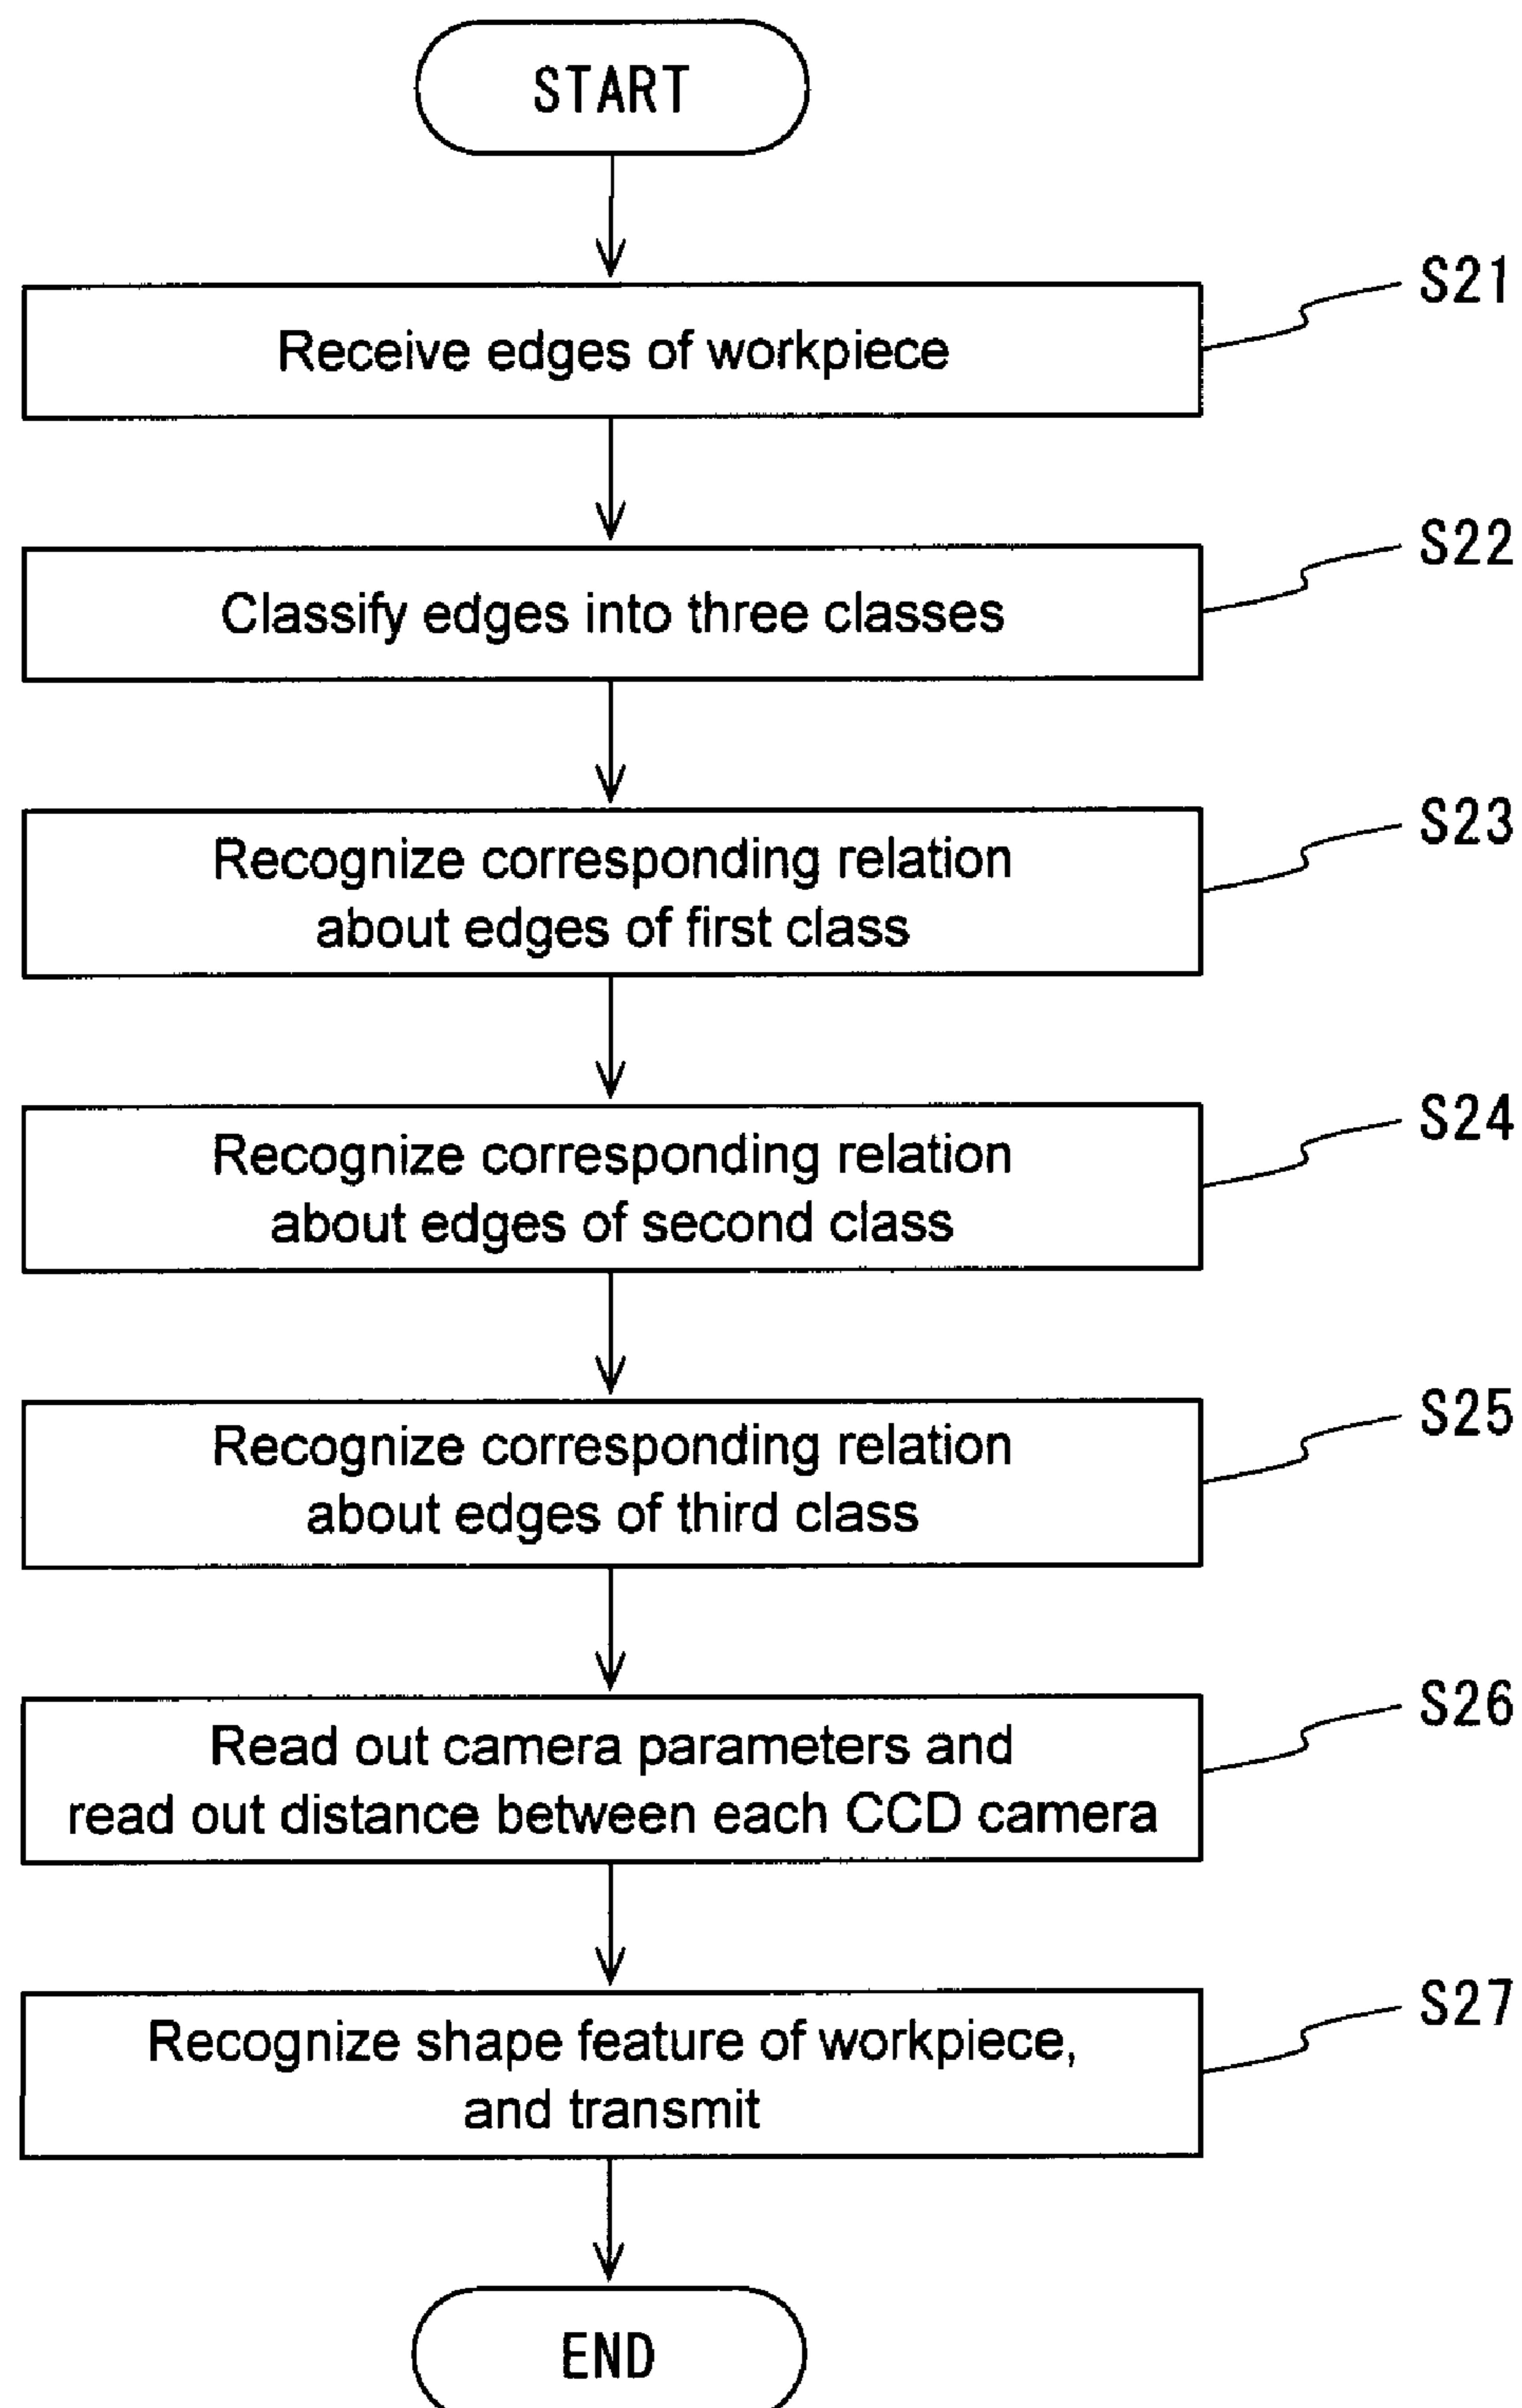 START
S21
Receive edges of workpiece
S22
Classify edges into three classes
S23
Recognize corresponding relation
about edges of first class
S24
Recognize corresponding relation
about edges of second class
S25
Recognize corresponding relation
about edges of third class
S26
Read out camera parameters and
read out distance between each CCD camera
S27
Recognize shape feature of workpiece,
and transmit
END